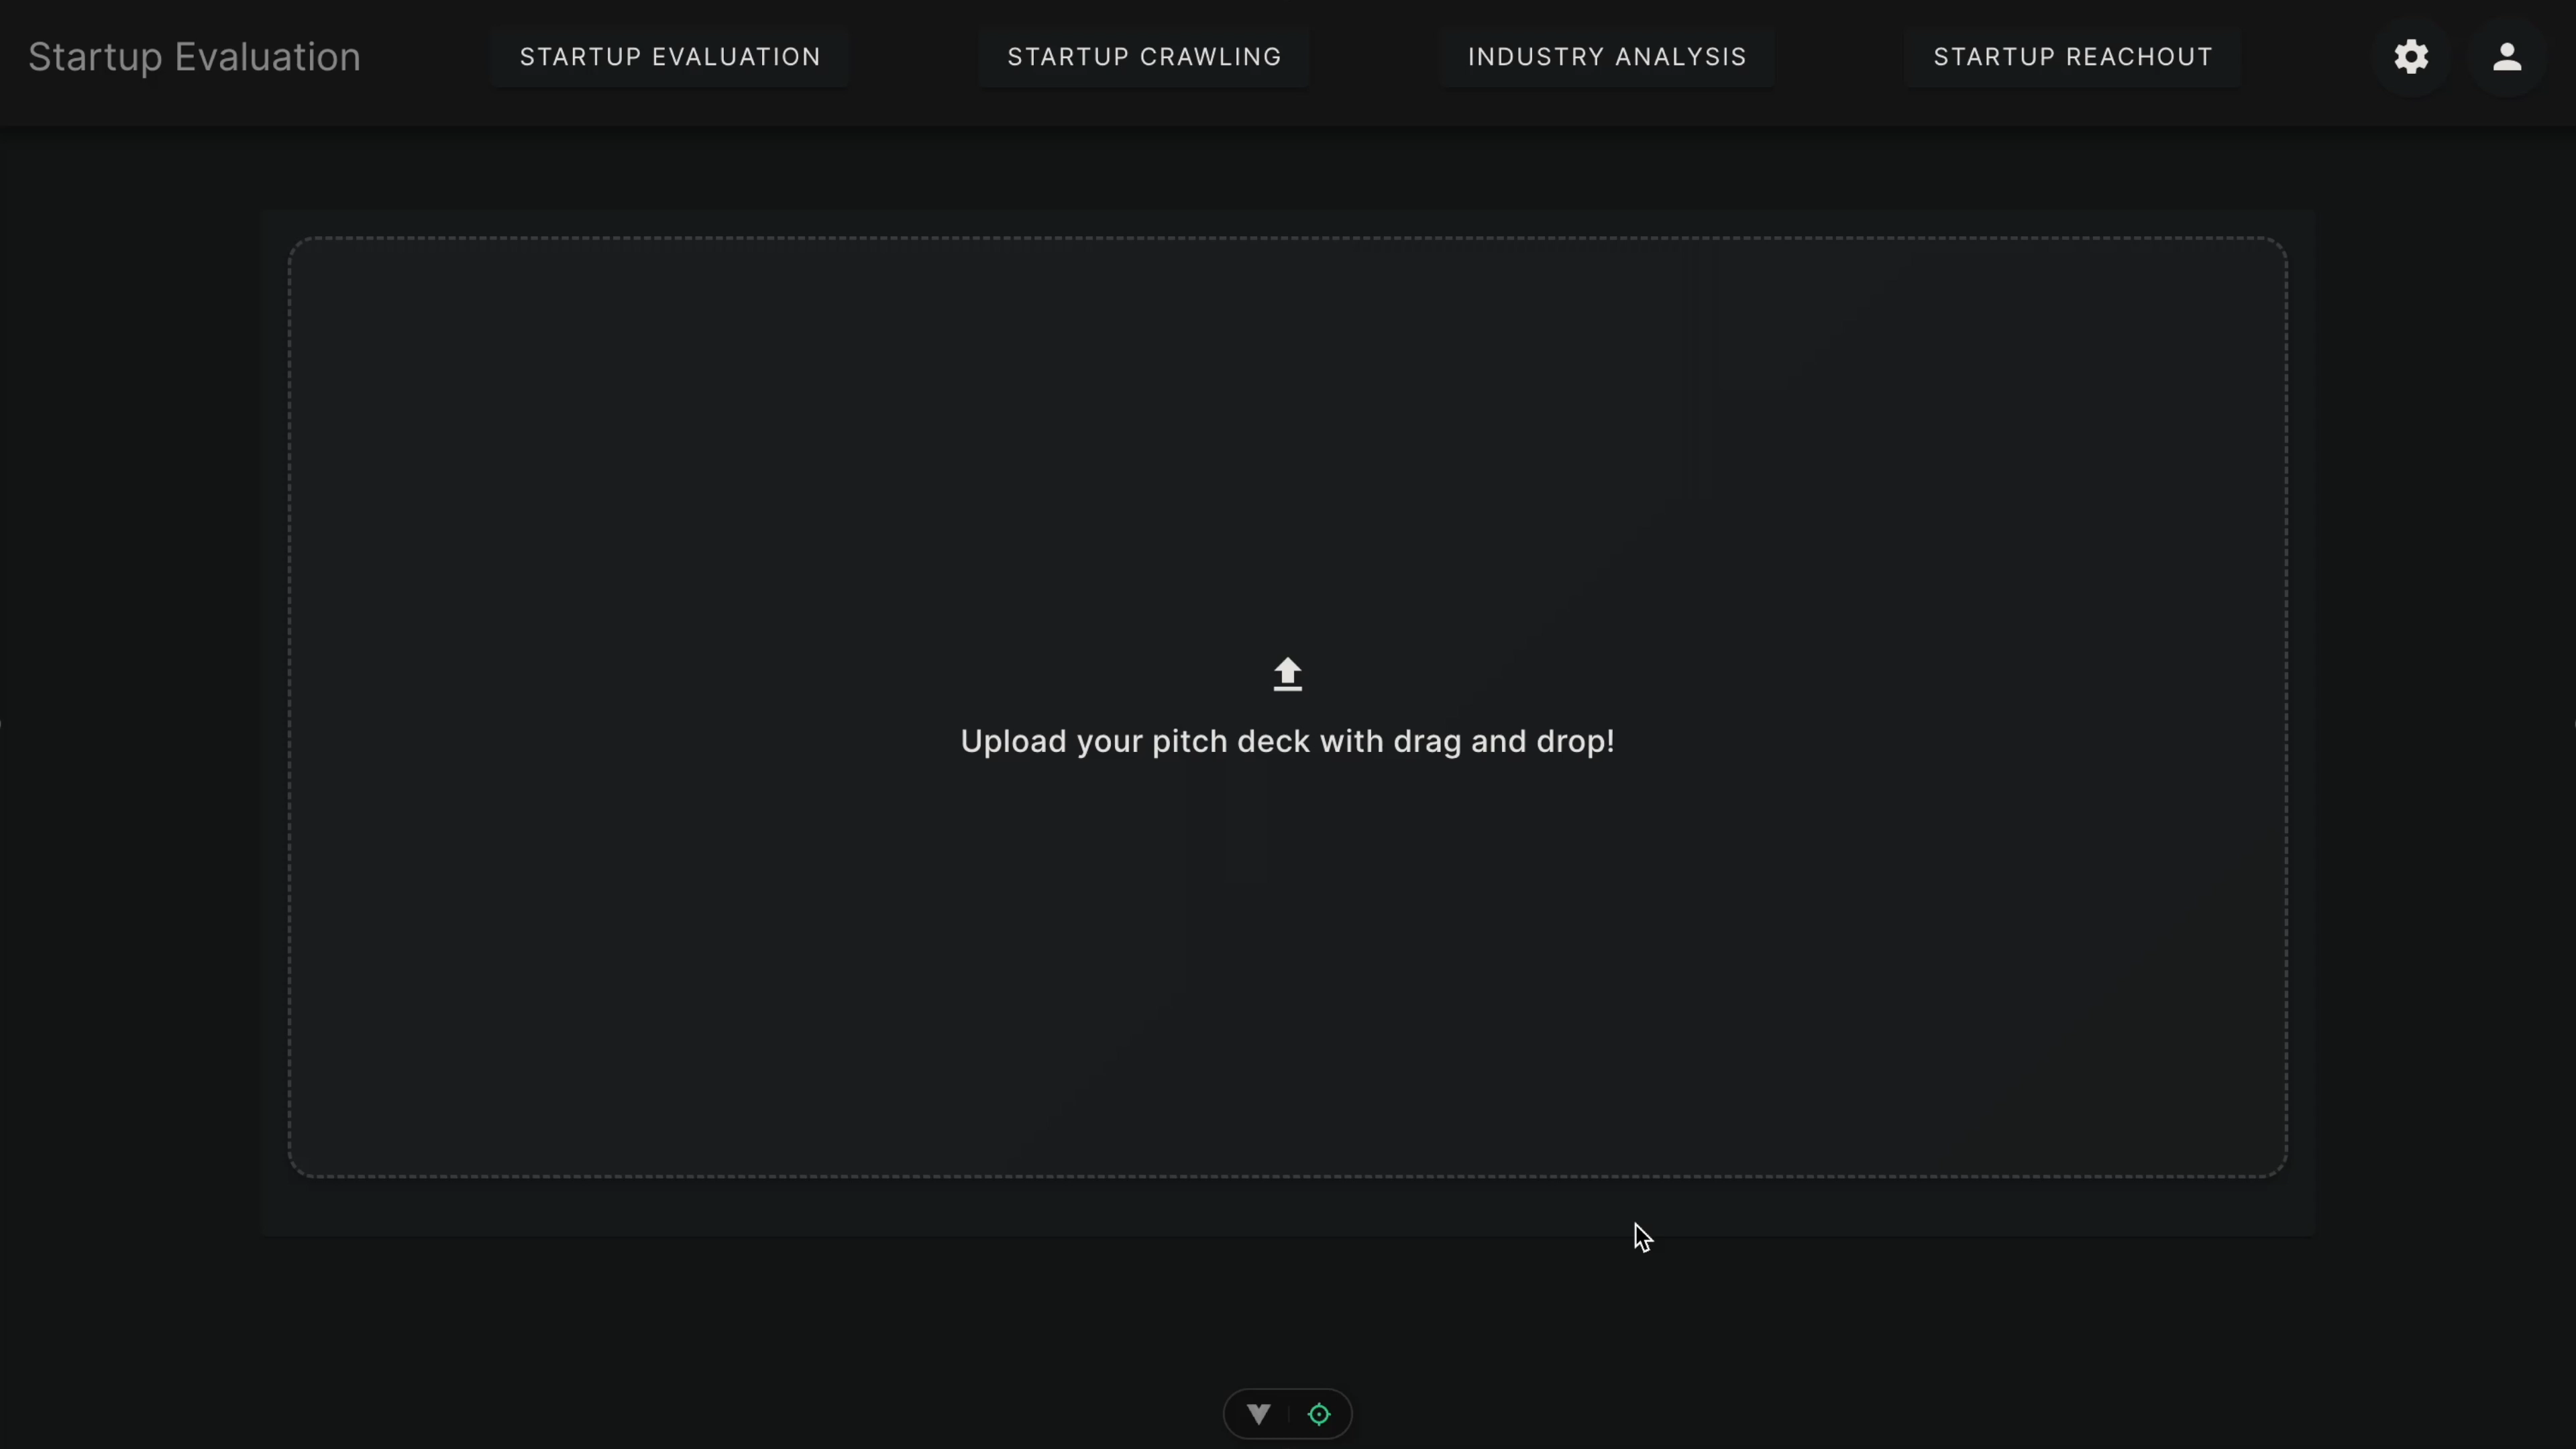 Startup Evaluation
STARTUP EVALUATION
STARTUP CRAWLING
INDUSTRY ANALYSIS
STARTUP REACHOUT
Upload your pitch deck with drag and drop!